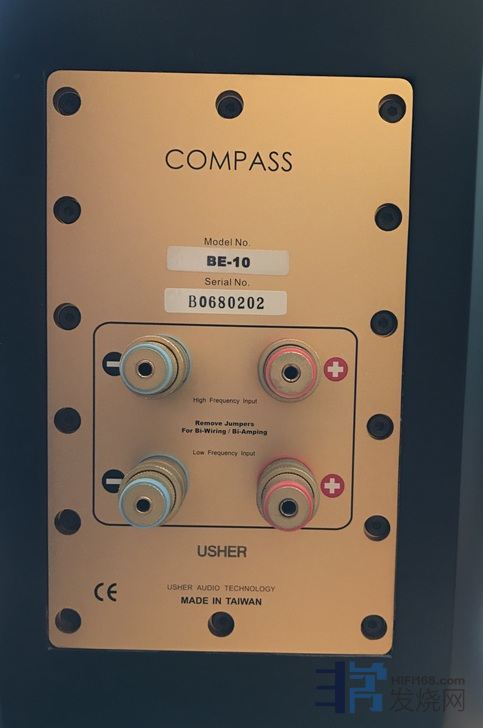 COMPASS
Model No.
BE-10
Serial No.
B0680202
High Frequency Input
Remove Jumpers
For Bi-Wiring / Bi-Amping
Low Frequency Input
USHER
CE
USHER AUDIO TECHNOLOGY
MADE IN TAIWAN
HIFI168.com
发烧网